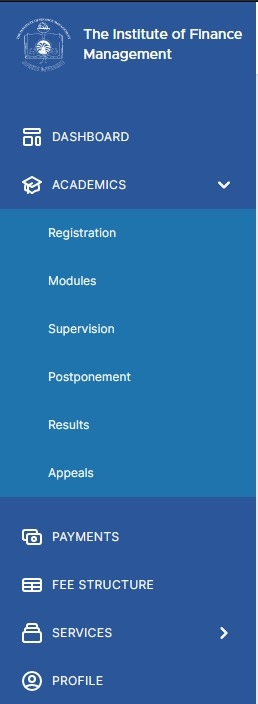 The Institute of Finance
Management
DASHBOARD
ACADEMICS
Registration
Modules
Supervision
Postponement
Results
Appeals
PAYMENTS
FEE STRUCTURE
SERVICES
PROFILE